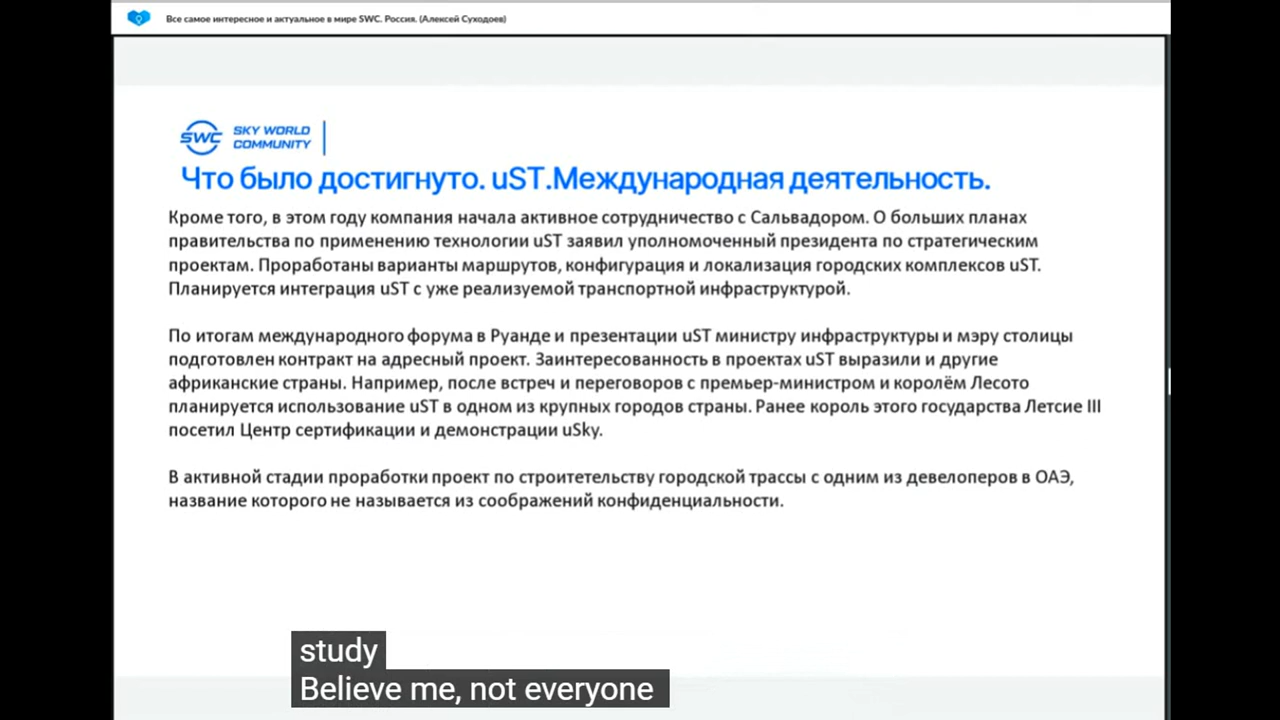 Все самое интересное и актуальное в мире SWC. Россия. (Алексей Суходоев)
SWC SKY WORLD
COMMUNITY
Что было достигнуто. uST.Международная деятельность.
Кроме того, в этом году компания начала активное сотрудничество с Сальвадором. О больших планах
правительства по применению технологии uST заявил уполномоченный президента по стратегическим
проектам. Проработаны варианты маршрутов, конфигурация и локализация городских комплексов uST.
Планируется интеграция uST с уже реализуемой транспортной инфраструктурой.
По итогам международного форума в Руанде и презентации uST министру инфраструктуры и мэру столицы
подготовлен контракт на адресный проект. Заинтересованность в проектах uST выразили и другие
африканские страны. Например, после встреч и переговоров с премьер-министром и королём Лесото
планируется использование uST в одном из крупных городов страны. Ранее король этого государства Летсие III
посетил Центр сертификации и демонстрации uSky.
В активной стадии проработки проект по строитетельству городской трассы с одним из девелоперов в ОАЭ,
название которого не называется из соображений конфиденциальности.
study
Believe me, not everyone